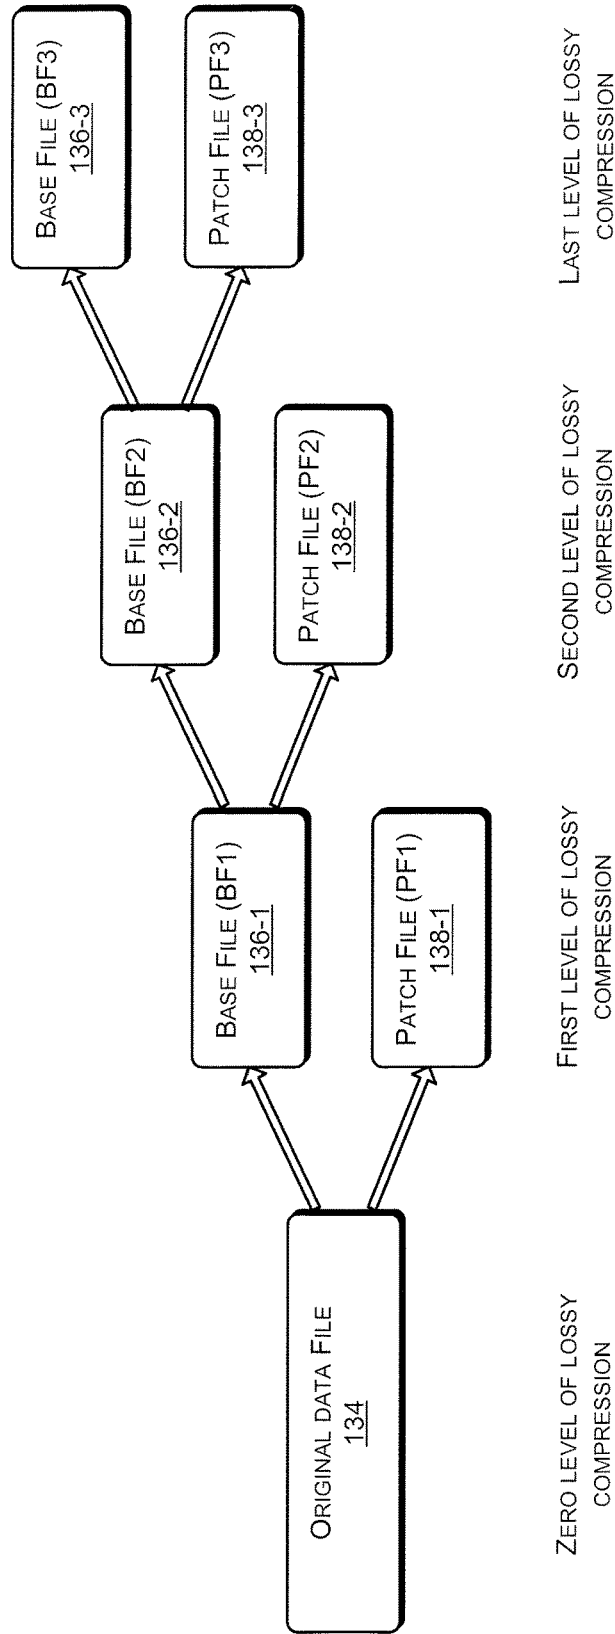 ORIGINAL DATA FILE
134
BASE FILE (BF1)
136-1
PATCH FILE (PF1)
138-1
BASE FILE (BF2)
136-2
PATCH FILE (PF2)
138-2
BASE FILE (BF3)
136-3
PATCH FILE (PF3)
138-3
ZERO LEVEL OF LOSSY
COMPRESSION
FIRST LEVEL OF LOSSY
COMPRESSION
SECOND LEVEL OF LOSSY
COMPRESSION
LAST LEVEL OF LOSSY
COMPRESSION